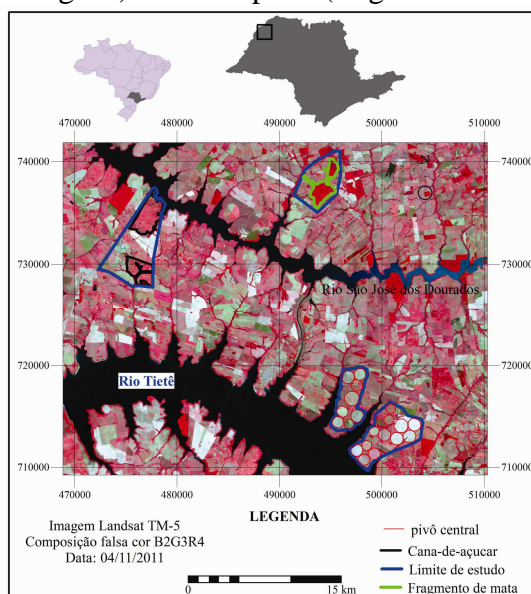 470000 480000 490000 500000 510000
740000 740000
N
730000 730000
Rio São José dos Dourados
720000 720000
Rio Tietê
710000 710000
470000 480000 490000 500000 510000
LEGENDA
Imagem Landsat TM-5
Composição falsa cor B2G3R4
Data: 04/11/2011
pivô central
Cana-de-açucar
Limite de estudo
Fragmento de mata
0 15 km